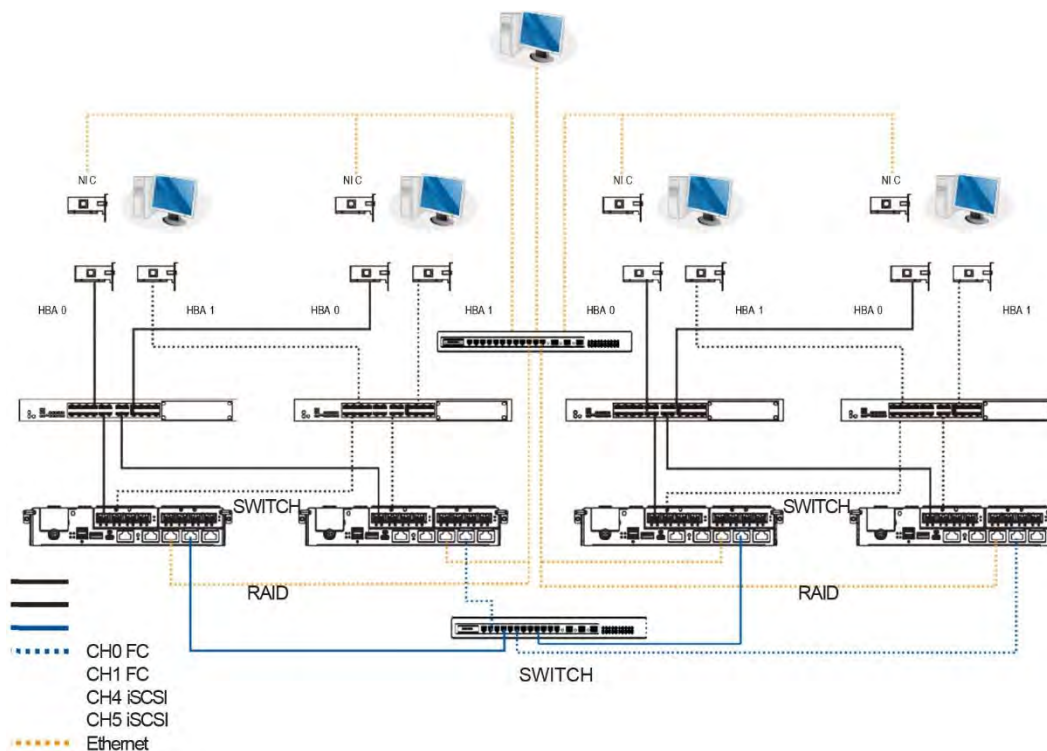 NIC
NIC
NIC
NIC
HBA 0
HBA 1
HBA 0
HBA 1
HBA 0
HBA 1
HBA 0
HBA 1
SWITCH
SWITCH
RAID
RAID
SWITCH
CH0 FC
CH1 FC
CH4 iSCSI
CH5 iSCSI
Ethernet